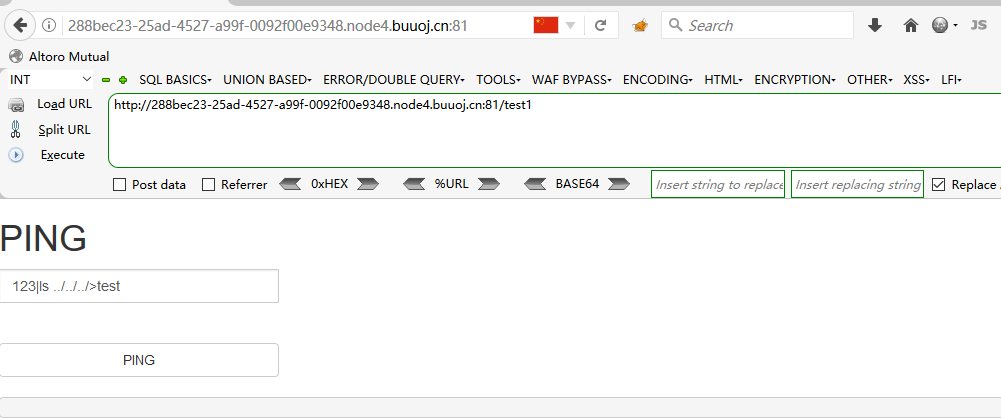 288bec23-25ad-4527-a99f-0092f00e9348.node4.buuoj.cn:81
Search
JS
Altoro Mutual
INT
SQL BASICS
UNION BASED
ERROR/DOUBLE QUERY
TOOLS
WAF BYPASS
ENCODING
HTML
ENCRYPTION
OTHER
XSS
LFI
Load URL
Split URL
Execute
http://288bec23-25ad-4527-a99f-0092f00e9348.node4.buuoj.cn:81/test1
Post data
Referrer
0xHEX
%URL
BASE64
Insert string to replace
Insert replacing string
Replace
PING
123|ls ../../../>test
PING